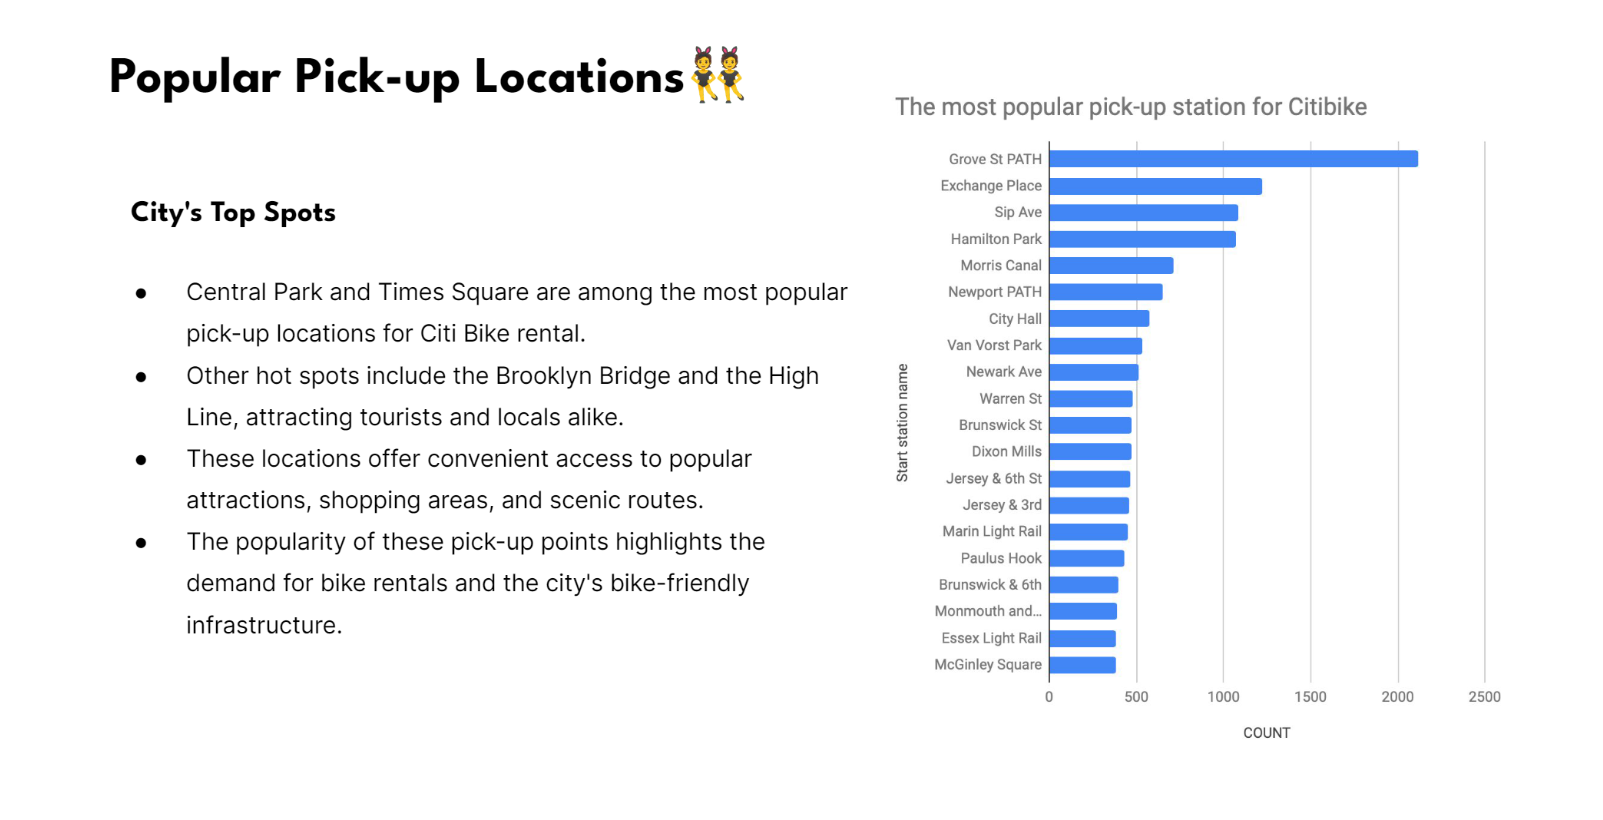 Popular Pick-up Locations👯
City's Top Spots
● Central Park and Times Square are among the most popular
pick-up locations for Citi Bike rental.
● Other hot spots include the Brooklyn Bridge and the High
Line, attracting tourists and locals alike.
● These locations offer convenient access to popular
attractions, shopping areas, and scenic routes.
● The popularity of these pick-up points highlights the
demand for bike rentals and the city's bike-friendly
infrastructure.
The most popular pick-up station for Citibike
Start station name
Grove St PATH
Exchange Place
Sip Ave
Hamilton Park
Morris Canal
Newport PATH
City Hall
Van Vorst Park
Newark Ave
Warren St
Brunswick St
Dixon Mills
Jersey & 6th St
Jersey & 3rd
Marin Light Rail
Paulus Hook
Brunswick & 6th
Monmouth and...
Essex Light Rail
McGinley Square
0 500 1000 1500 2000 2500
COUNT